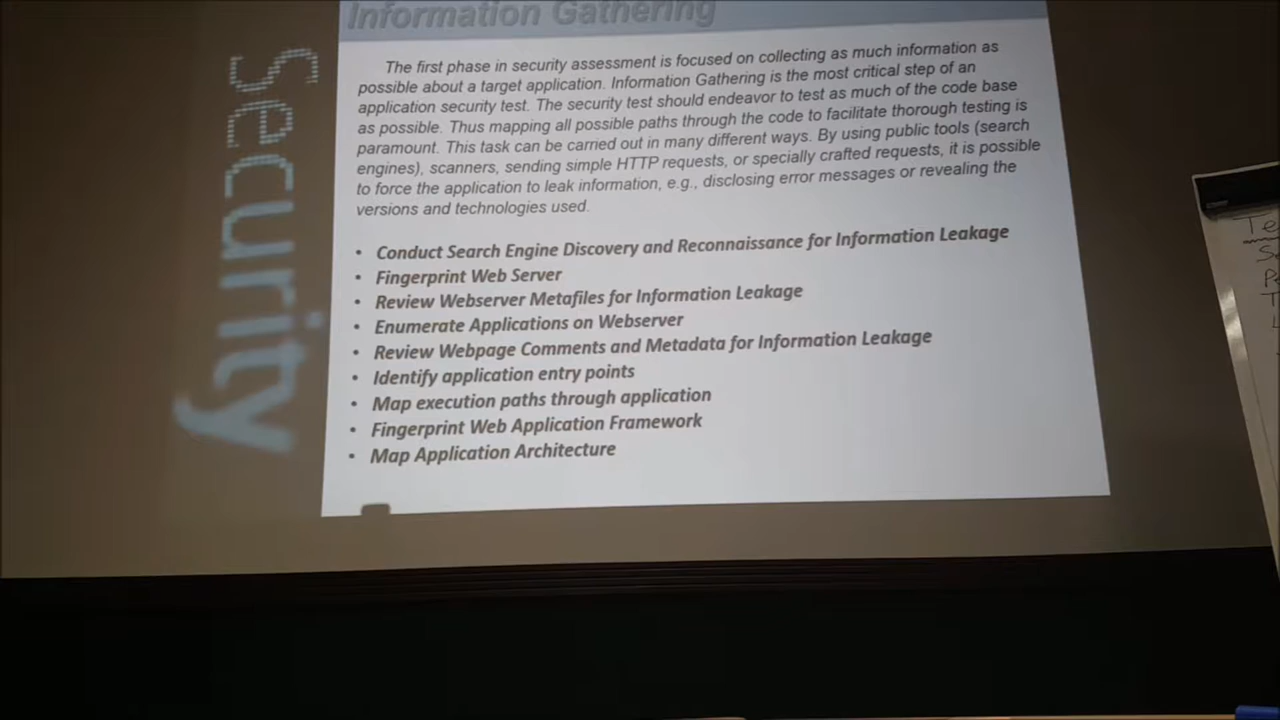 Information Gathering
Security
The first phase in security assessment is focused on collecting as much information as
possible about a target application. Information Gathering is the most critical step of an
application security test. The security test should endeavor to test as much of the code base
as possible. Thus mapping all possible paths through the code to facilitate thorough testing is
paramount. This task can be carried out in many different ways. By using public tools (search
engines), scanners, sending simple HTTP requests, or specially crafted requests, it is possible
to force the application to leak information, e.g., disclosing error messages or revealing the
versions and technologies used.
• Conduct Search Engine Discovery and Reconnaissance for Information Leakage
• Fingerprint Web Server
• Review Webserver Metafiles for Information Leakage
• Enumerate Applications on Webserver
• Review Webpage Comments and Metadata for Information Leakage
• Identify application entry points
• Map execution paths through application
• Fingerprint Web Application Framework
• Map Application Architecture